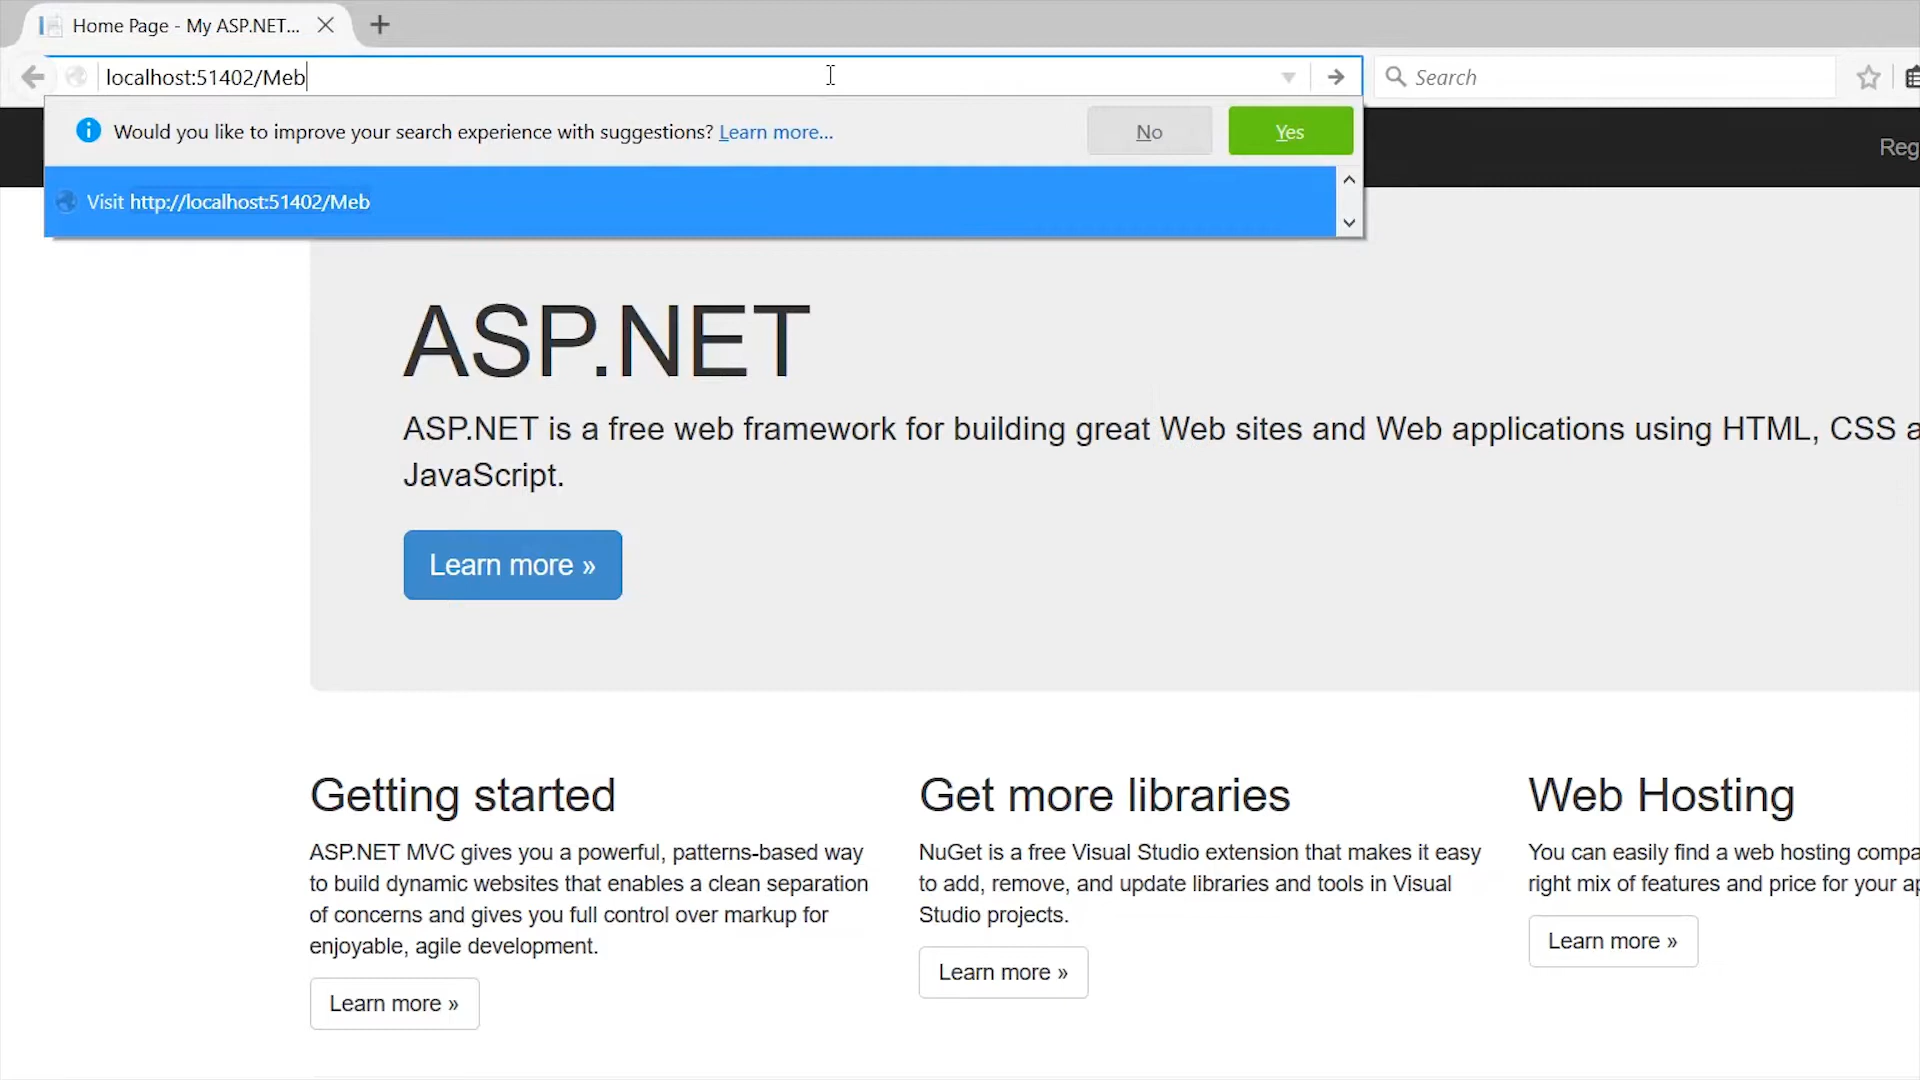 Home Page - My ASP.NET...
localhost:51402/Meb
Search
Would you like to improve your search experience with suggestions? Learn more...
No
Yes
Reg
Visit http://localhost:51402/Meb
ASP.NET
ASP.NET is a free web framework for building great Web sites and Web applications using HTML, CSS a
JavaScript.
Learn more »
Getting started
ASP.NET MVC gives you a powerful, patterns-based way
to build dynamic websites that enables a clean separation
of concerns and gives you full control over markup for
enjoyable, agile development.
Learn more »
Get more libraries
NuGet is a free Visual Studio extension that makes it easy
to add, remove, and update libraries and tools in Visual
Studio projects.
Learn more »
Web Hosting
You can easily find a web hosting compa
right mix of features and price for your ap
Learn more »